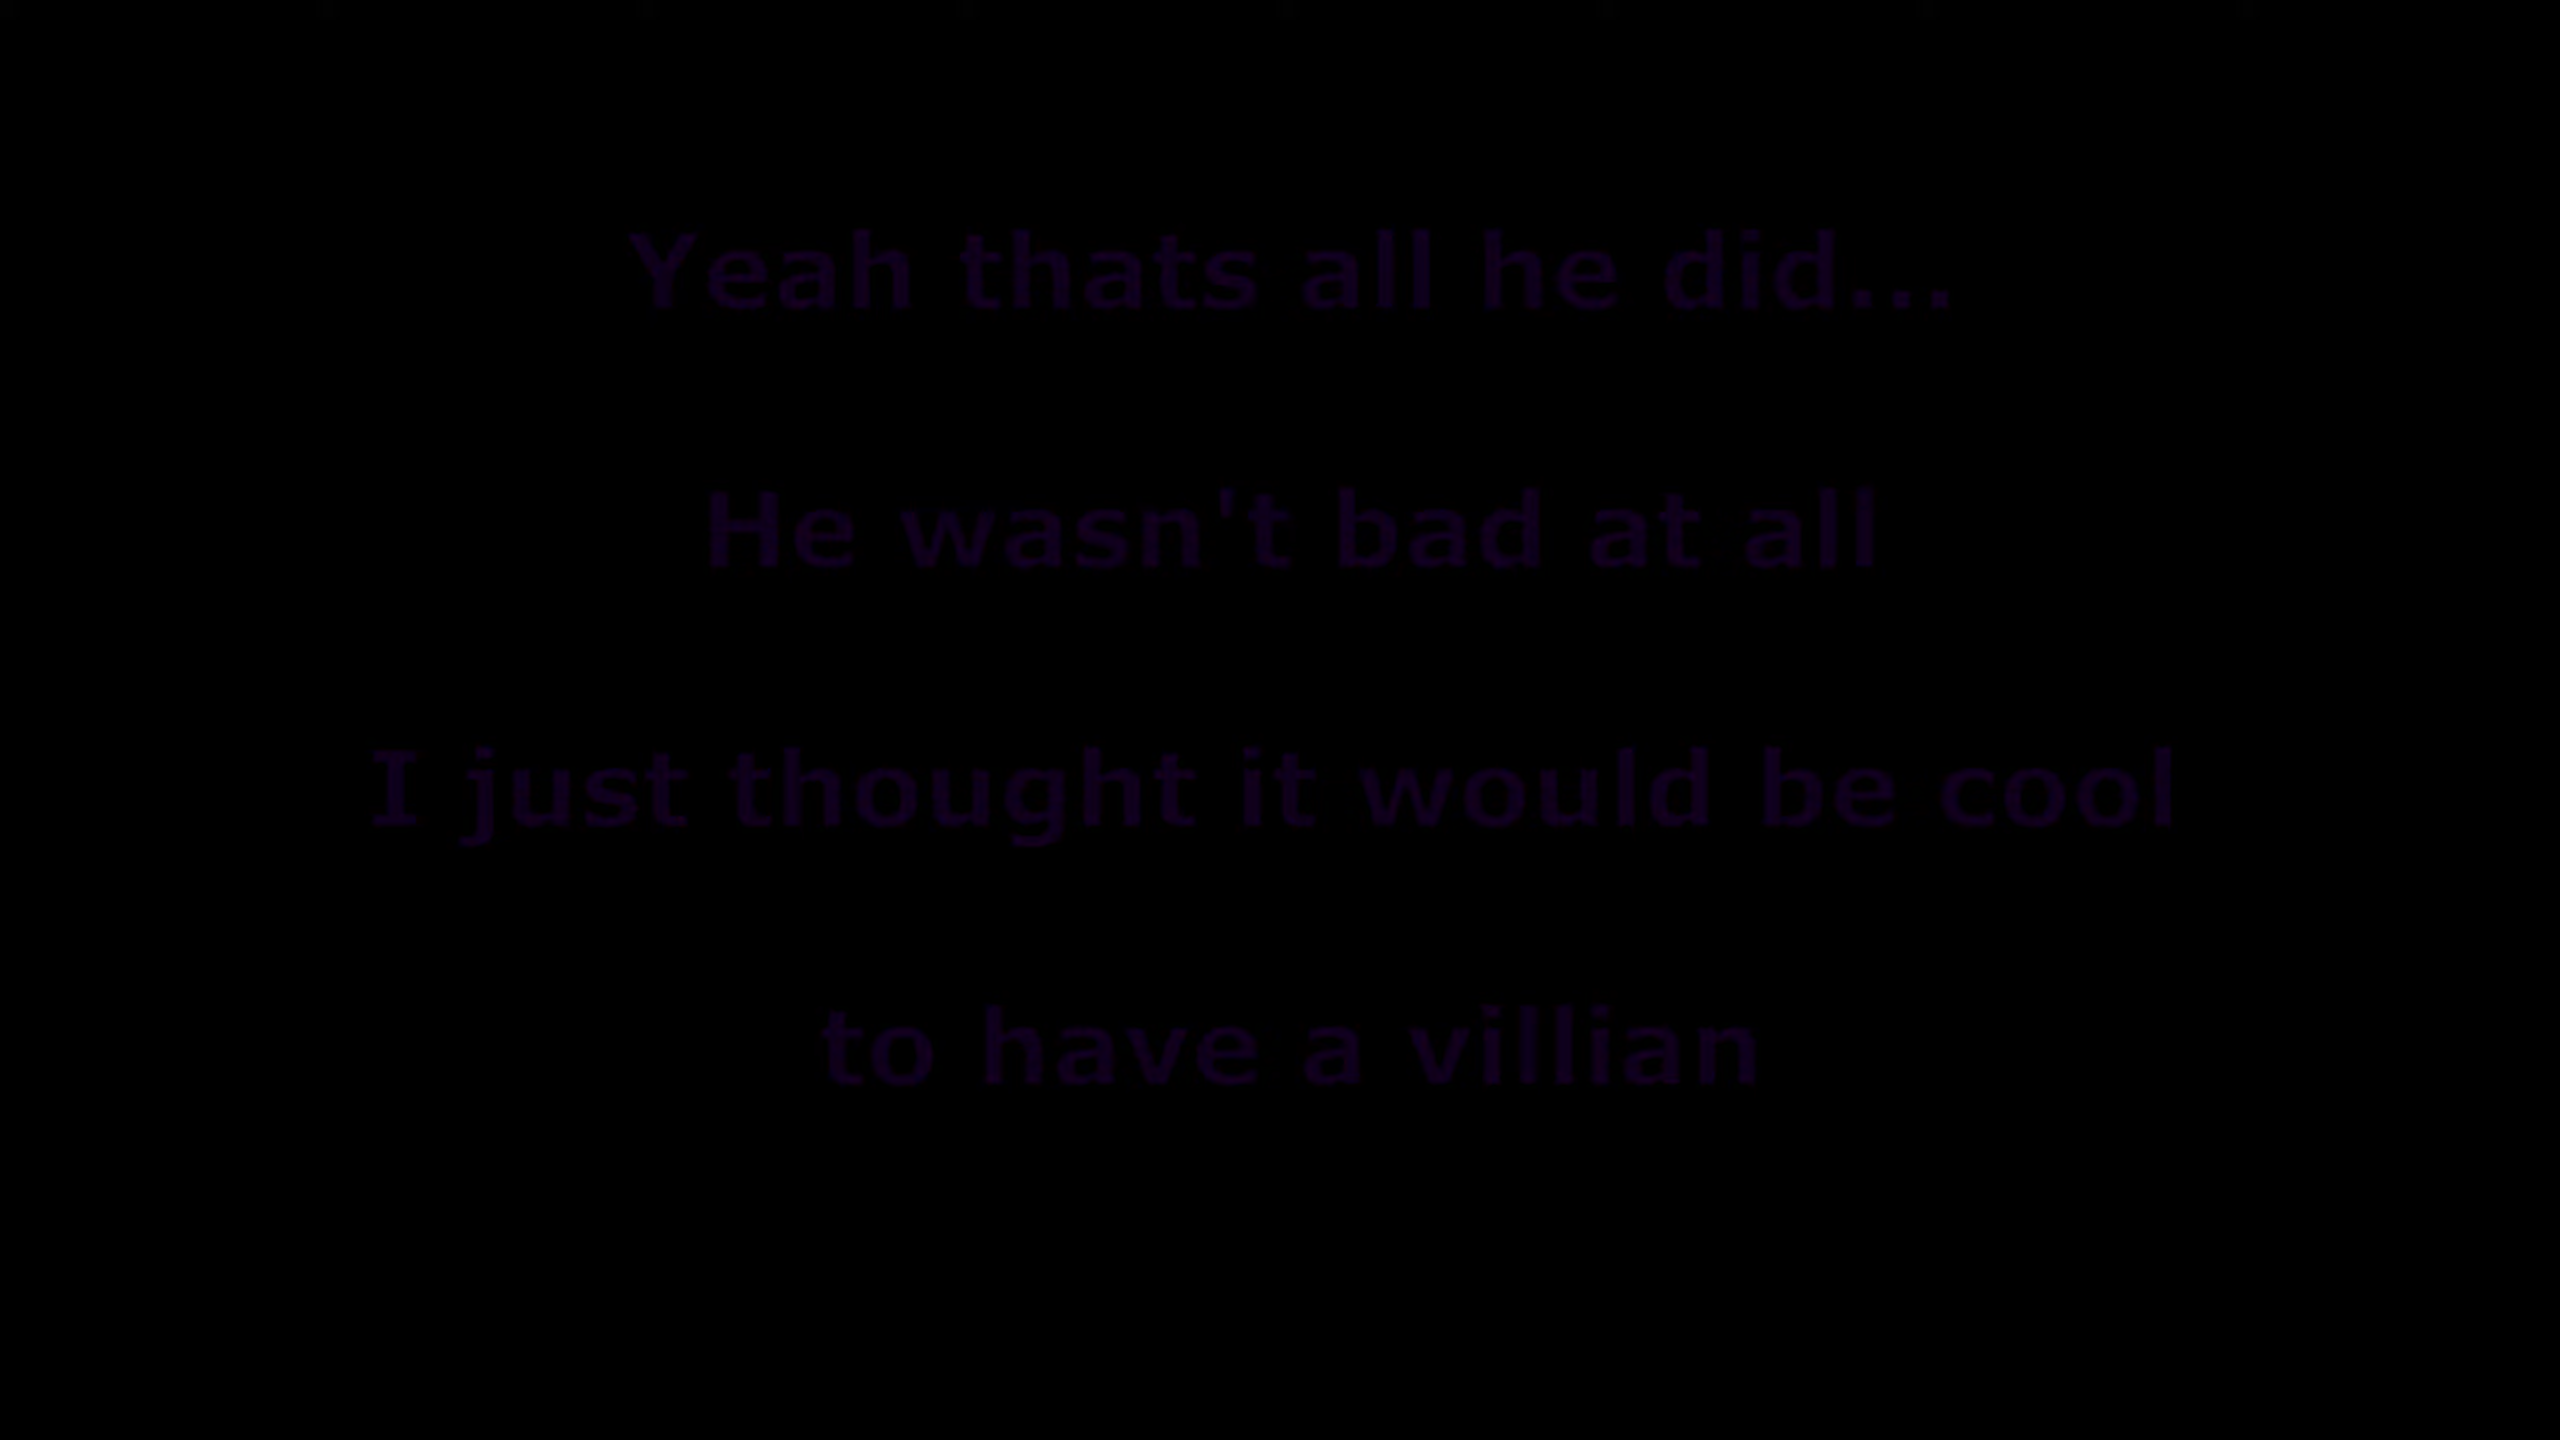 Yeah thats all he did...
He wasn't bad at all
I just thought it would be cool
to have a villian